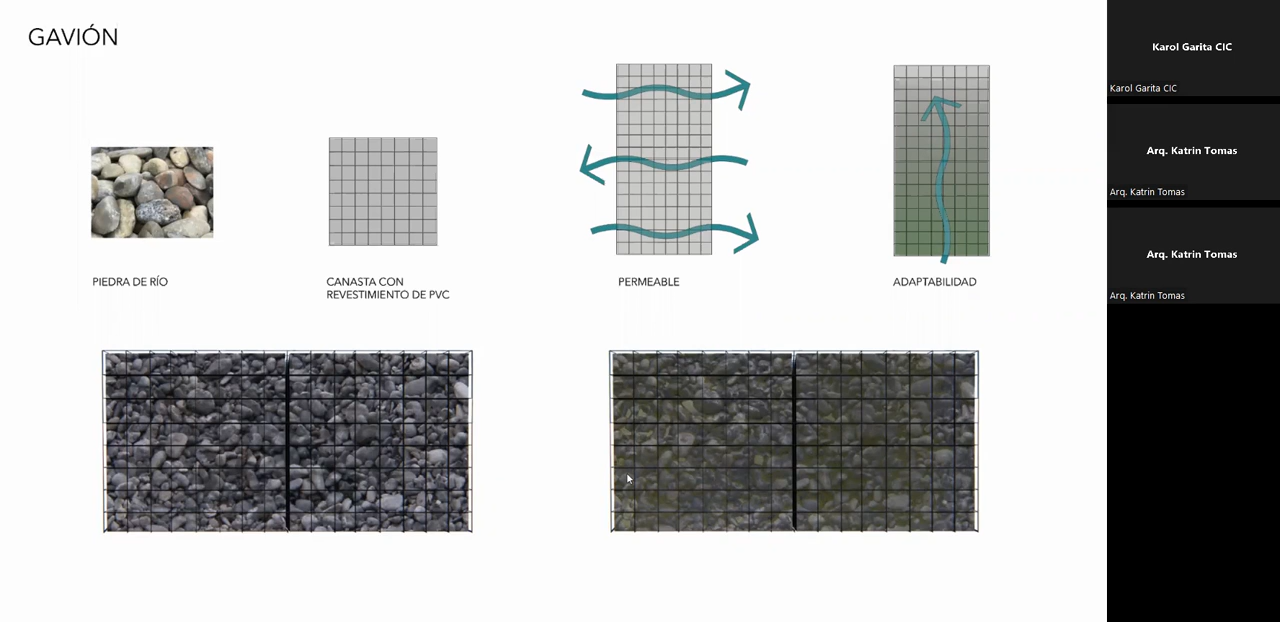 GAVIÓN
PIEDRA DE RÍO
CANASTA CON
REVESTIMIENTO DE PVC
PERMEABLE
ADAPTABILIDAD
Karol Garita CIC
Karol Garita CIC
Arq. Katrin Tomas
Arq. Katrin Tomas
Arq. Katrin Tomas
Arq. Katrin Tomas